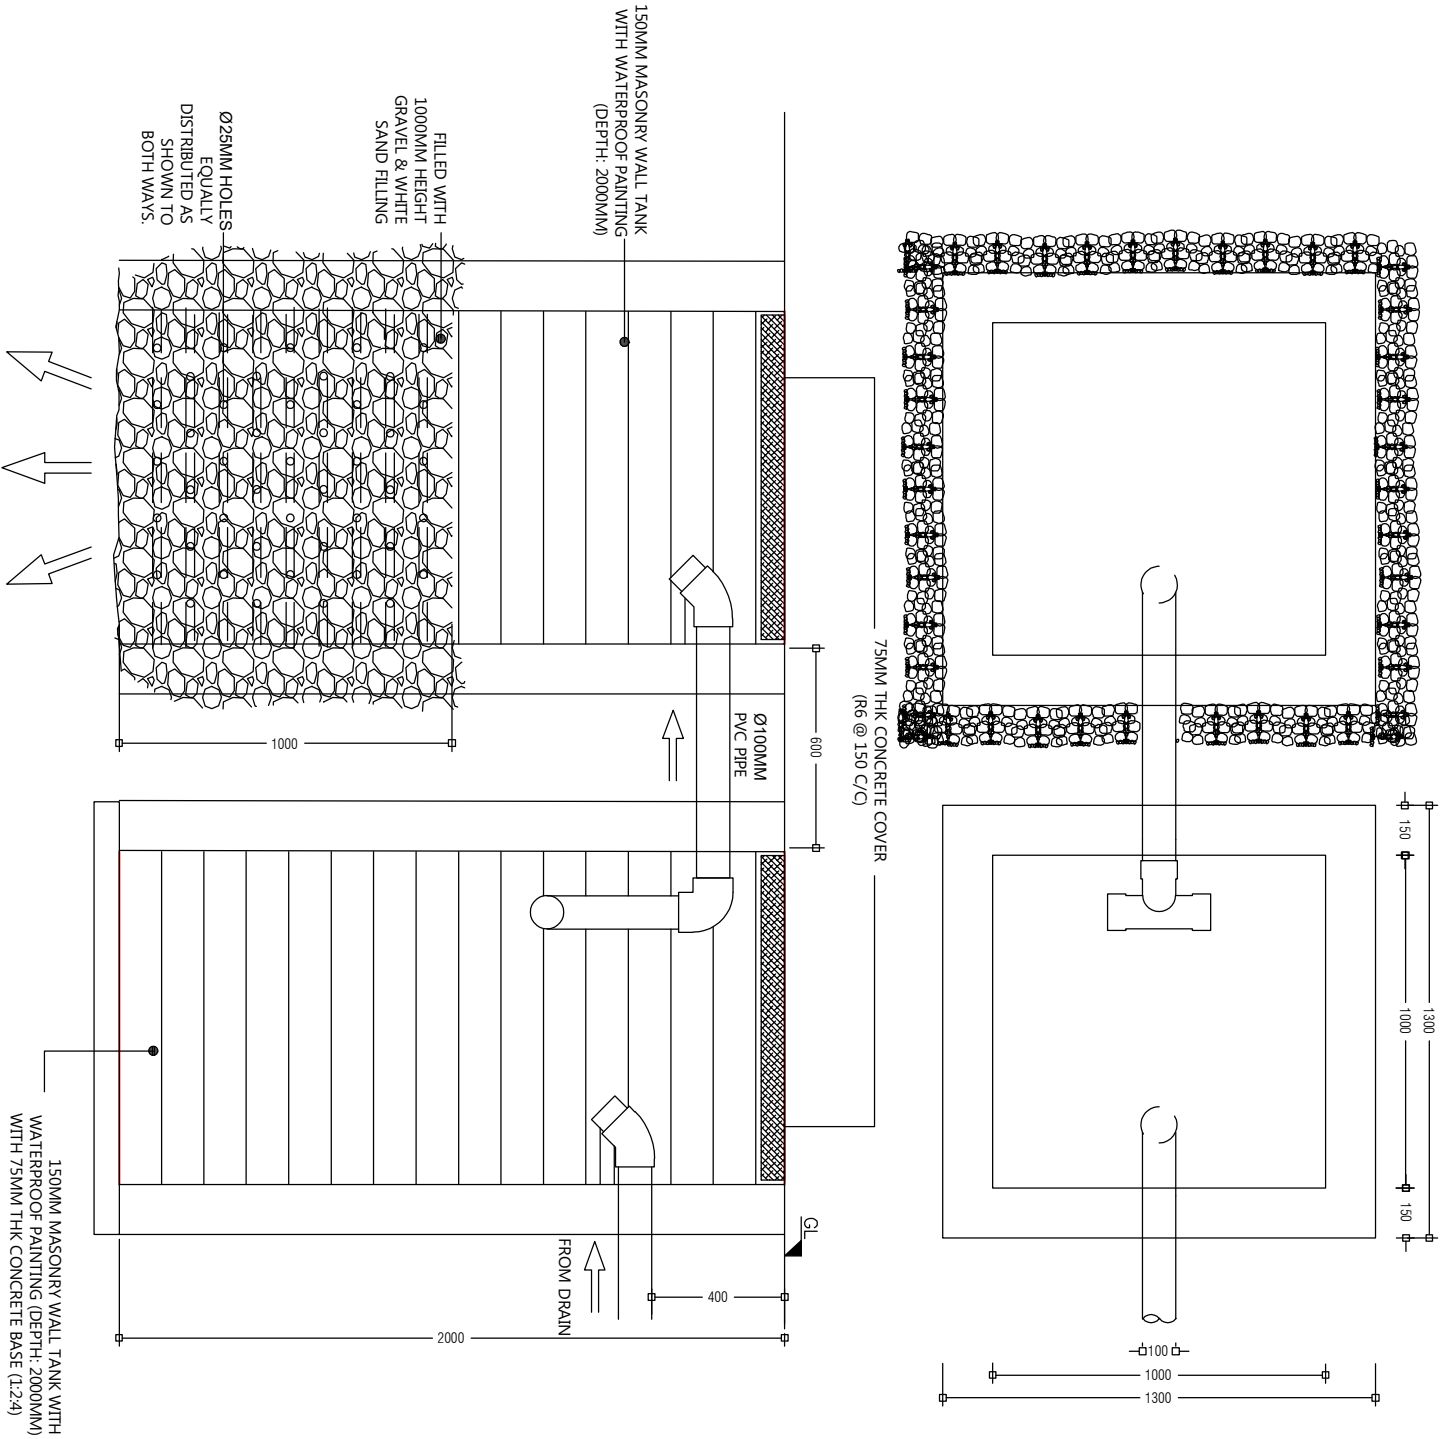 150MM MASONRY WALL TANK
WITH WATERPROOF PAINTING
(DEPTH: 2000MM)
FILLED WITH
1000MM HEIGHT
GRAVEL & WHITE
SAND FILLING
Ø25MM HOLES
EQUALLY
DISTRIBUTED AS
SHOWN TO
BOTH WAYS.
75MM THK CONCRETE COVER
(R6 @ 150 C/C)
Ø100MM
PVC PIPE
600
1000
GL
FROM DRAIN
400
2000
150MM MASONRY WALL TANK WITH
WATERPROOF PAINTING (DEPTH: 2000MM)
WITH 75MM THK CONCRETE BASE (1:2:4)
1300
150
1000
150
100
1000
1300